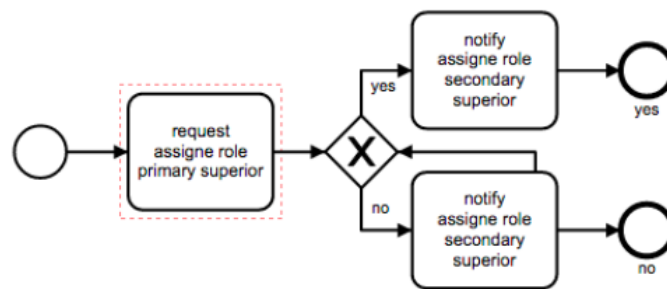 notify
assigne role
secondary
superior
yes
yes
request
assigne role
primary superior
X
no
notify
assigne role
secondary
superior
no